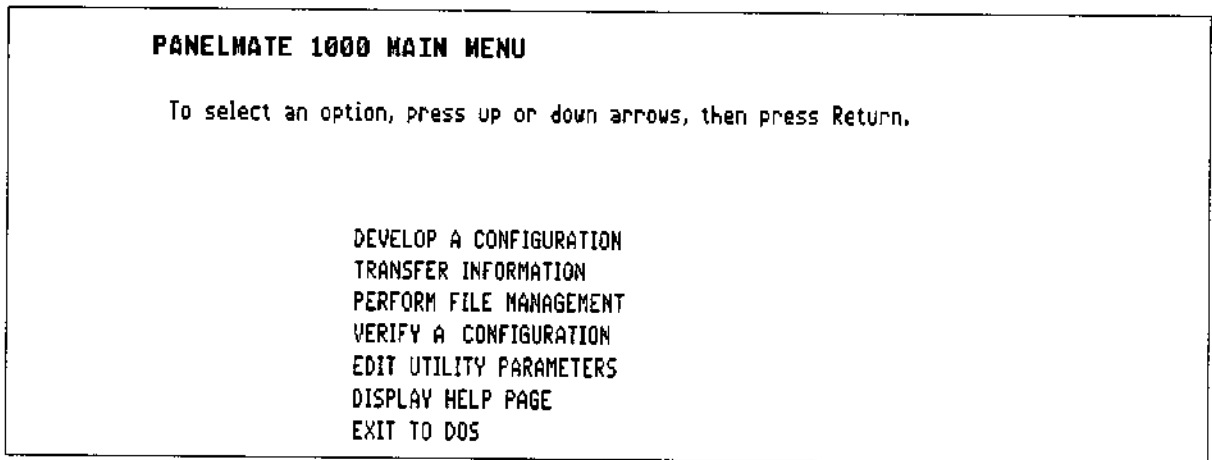 PANELMATE 1000 MAIN MENU
To select an option, press up or down arrows, then press Return.
DEVELOP A CONFIGURATION
TRANSFER INFORMATION
PERFORM FILE MANAGEMENT
VERIFY A CONFIGURATION
EDIT UTILITY PARAMETERS
DISPLAY HELP PAGE
EXIT TO DOS